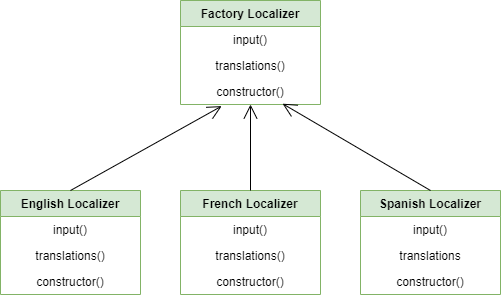 Factory Localizer
input()
translations()
constructor()
English Localizer
input()
translations()
constructor()
French Localizer
input()
translations()
constructor()
Spanish Localizer
input()
translations
constructor()